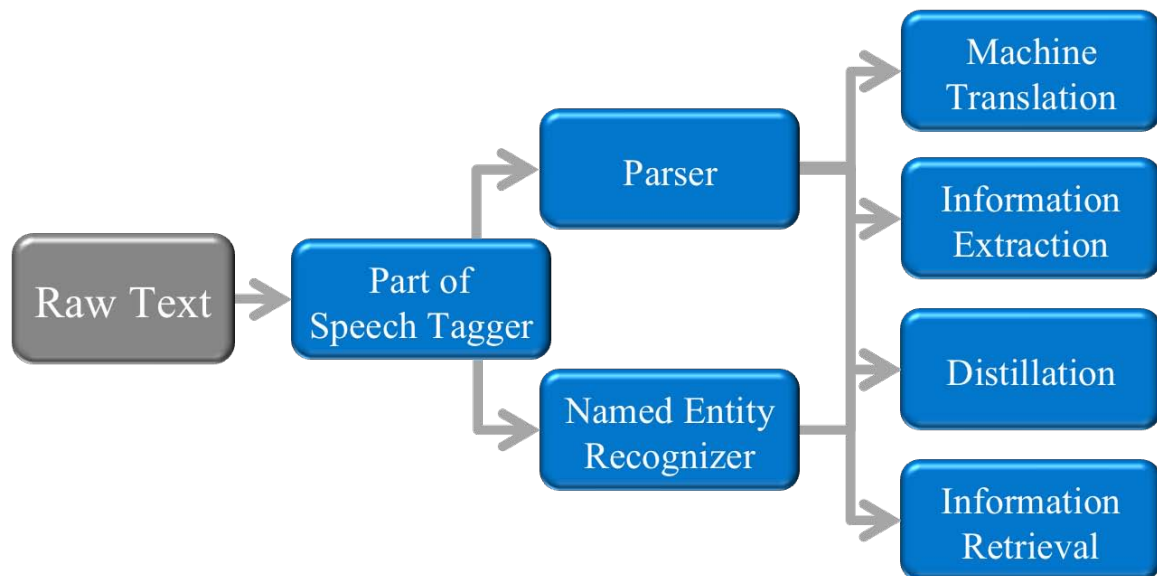 Raw Text
Part of
Speech Tagger
Parser
Named Entity
Recognizer
Machine
Translation
Information
Extraction
Distillation
Information
Retrieval